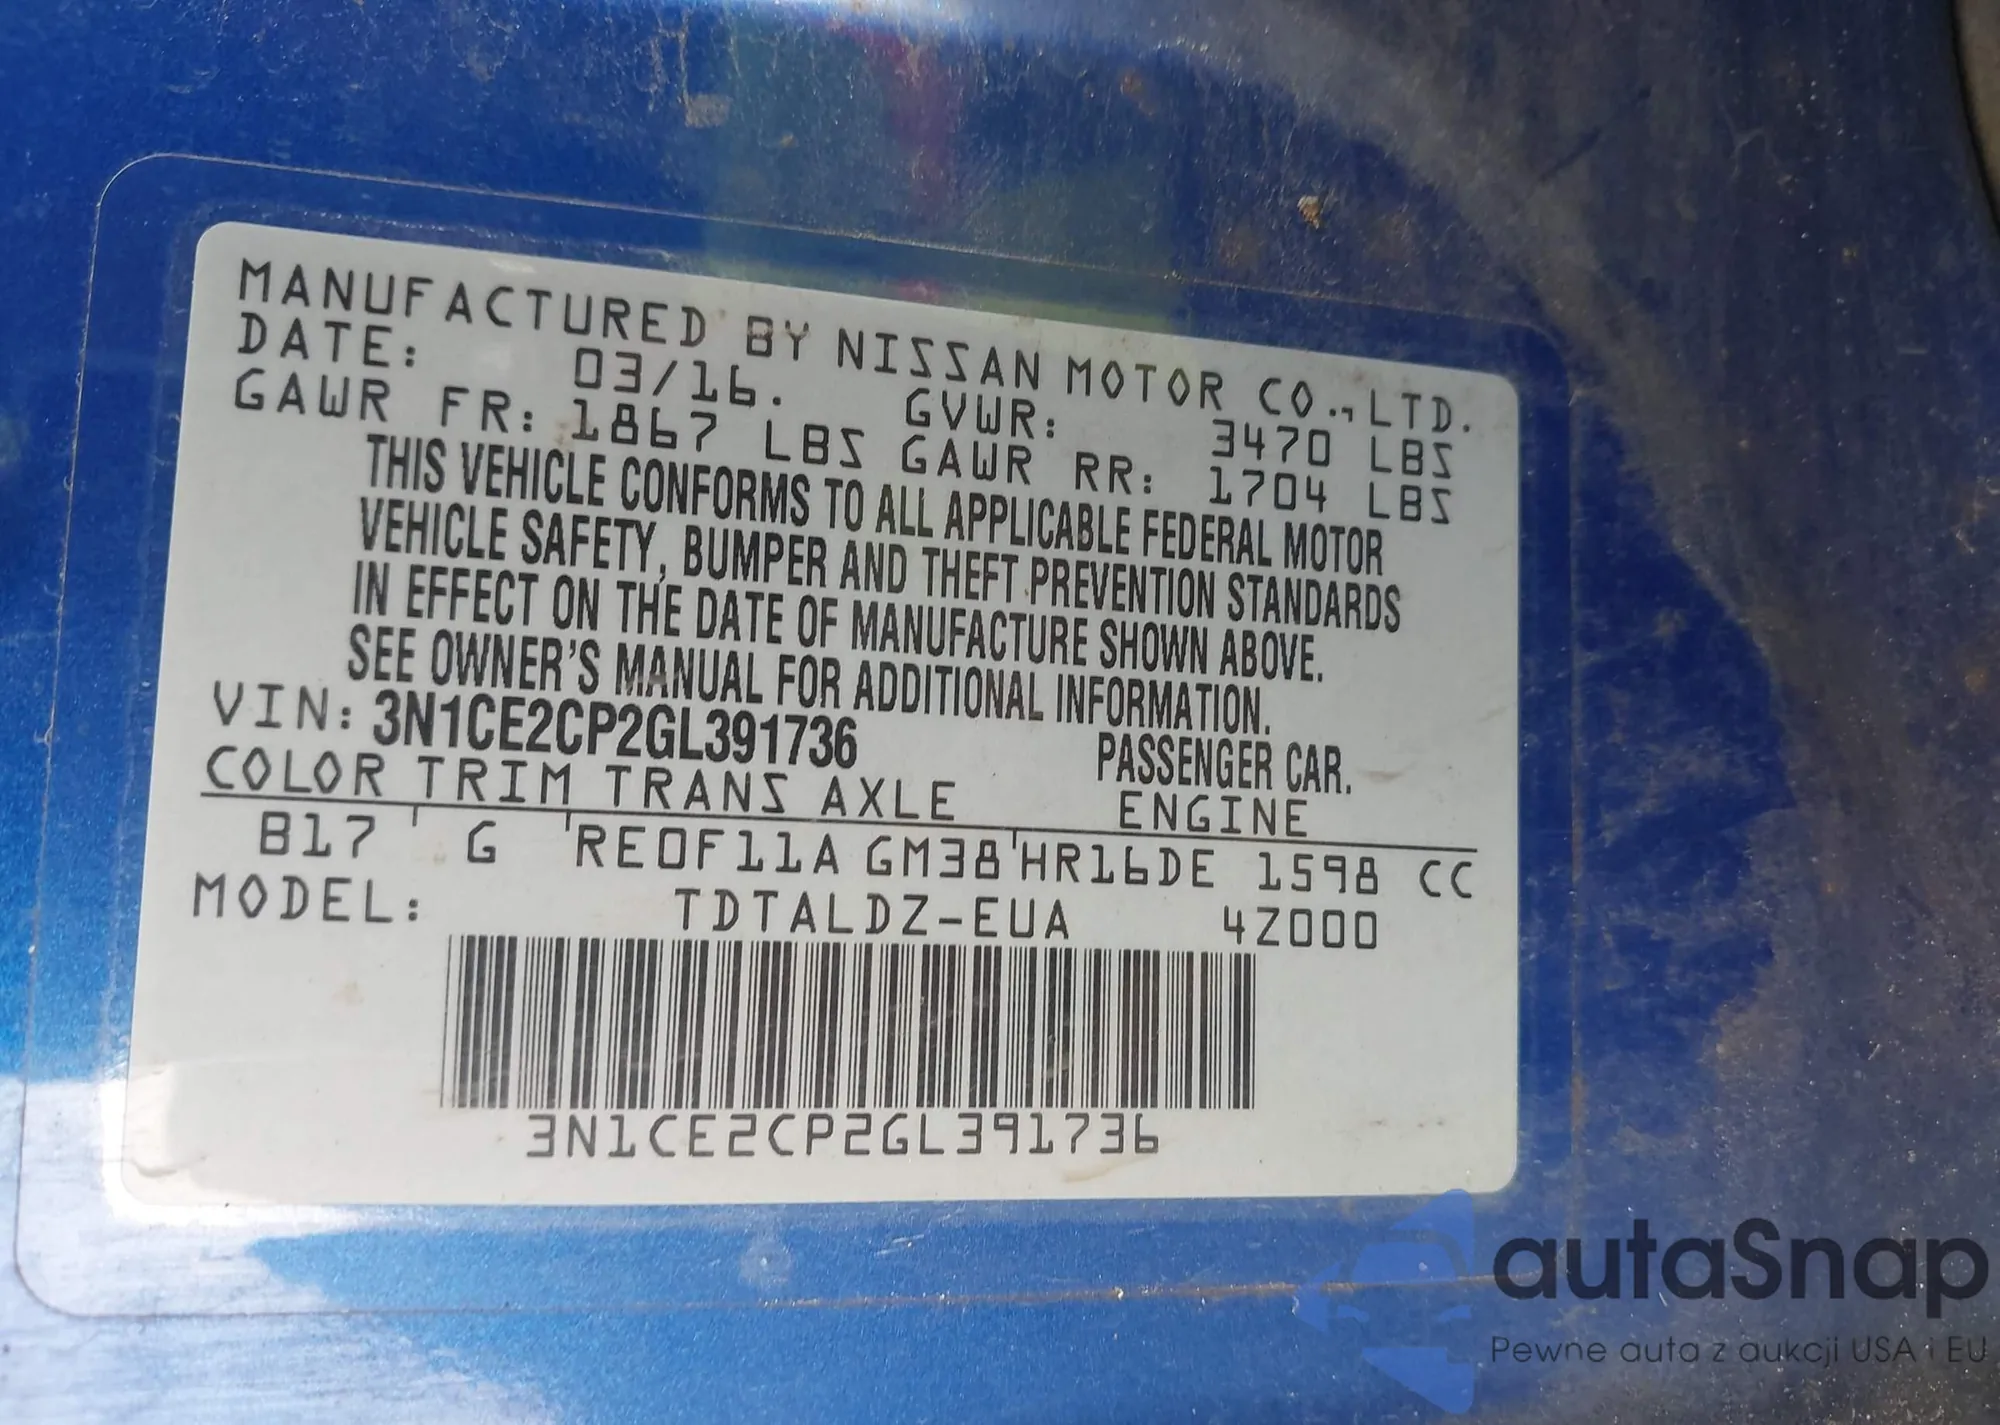 MANUFACTURED BY NISSAN MOTOR CO.,LTD.
DATE: 03/16. GVWR: 3470 LBS
GAWR FR: 1867 LBS GAWR RR: 1704 LBS
THIS VEHICLE CONFORMS TO ALL APPLICABLE FEDERAL MOTOR
VEHICLE SAFETY, BUMPER AND THEFT PREVENTION STANDARDS
IN EFFECT ON THE DATE OF MANUFACTURE SHOWN ABOVE.
SEE OWNER'S MANUAL FOR ADDITIONAL INFORMATION.
VIN: 3N1CE2CP2GL391736 PASSENGER CAR.
COLOR TRIM TRANS AXLE ENGINE
B17 G RE0F11A GM38 HR16DE 1598 CC
MODEL: TDTALDZ-EUA 4Z000
3N1CE2CP2GL391736
autaSnap
Pewne auta z aukcji USA i EU